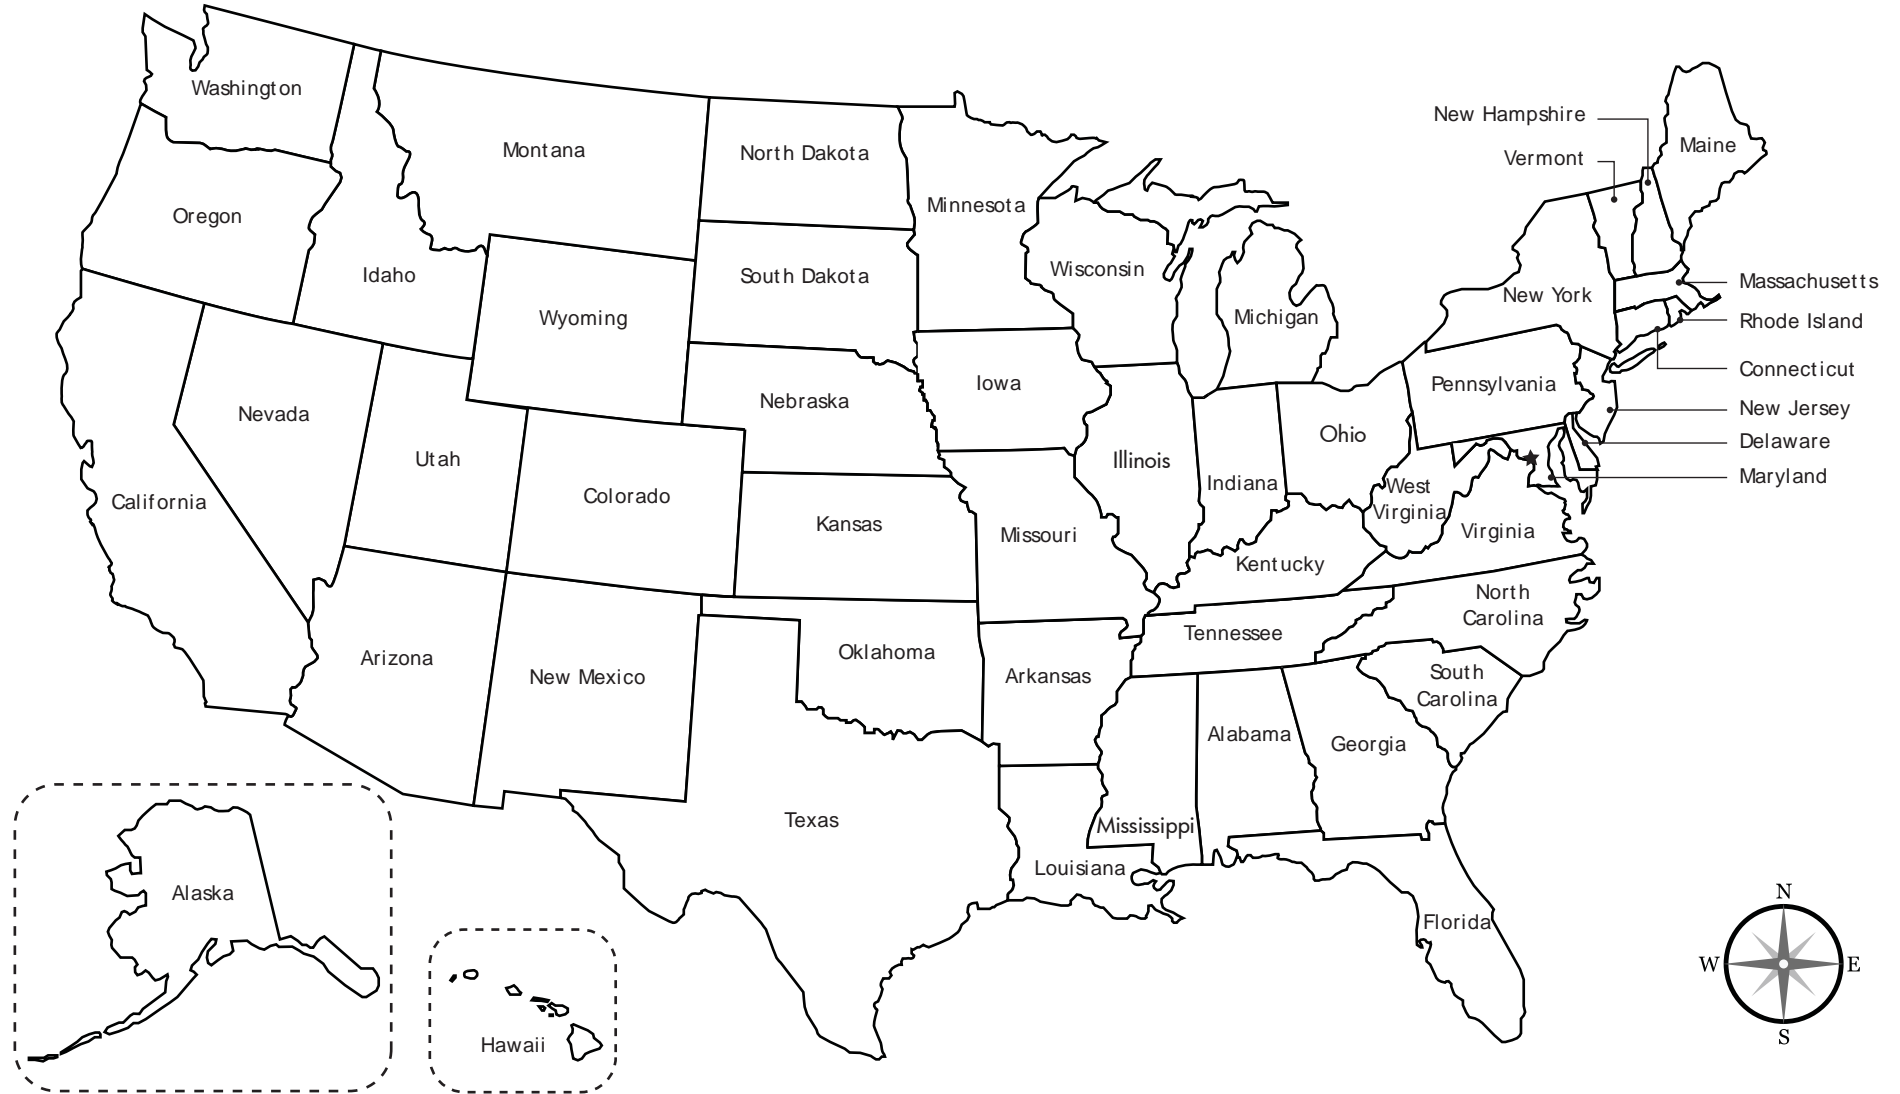 Washington
Oregon
Idaho
Montana
North Dakota
Minnesota
South Dakota
Wyoming
Wisconsin
Michigan
New Hampshire
Vermont
Maine
New York
Massachusetts
Rhode Island
Connecticut
New Jersey
Delaware
Maryland
Pennsylvania
California
Nevada
Utah
Colorado
Nebraska
Iowa
Kansas
Missouri
Illinois
Indiana
Ohio
West
Virginia
Virginia
Kentucky
Tennessee
North
Carolina
South
Carolina
Arizona
New Mexico
Oklahoma
Arkansas
Texas
Louisiana
Mississippi
Alabama
Georgia
Florida
Alaska
Hawaii
N
W
E
S